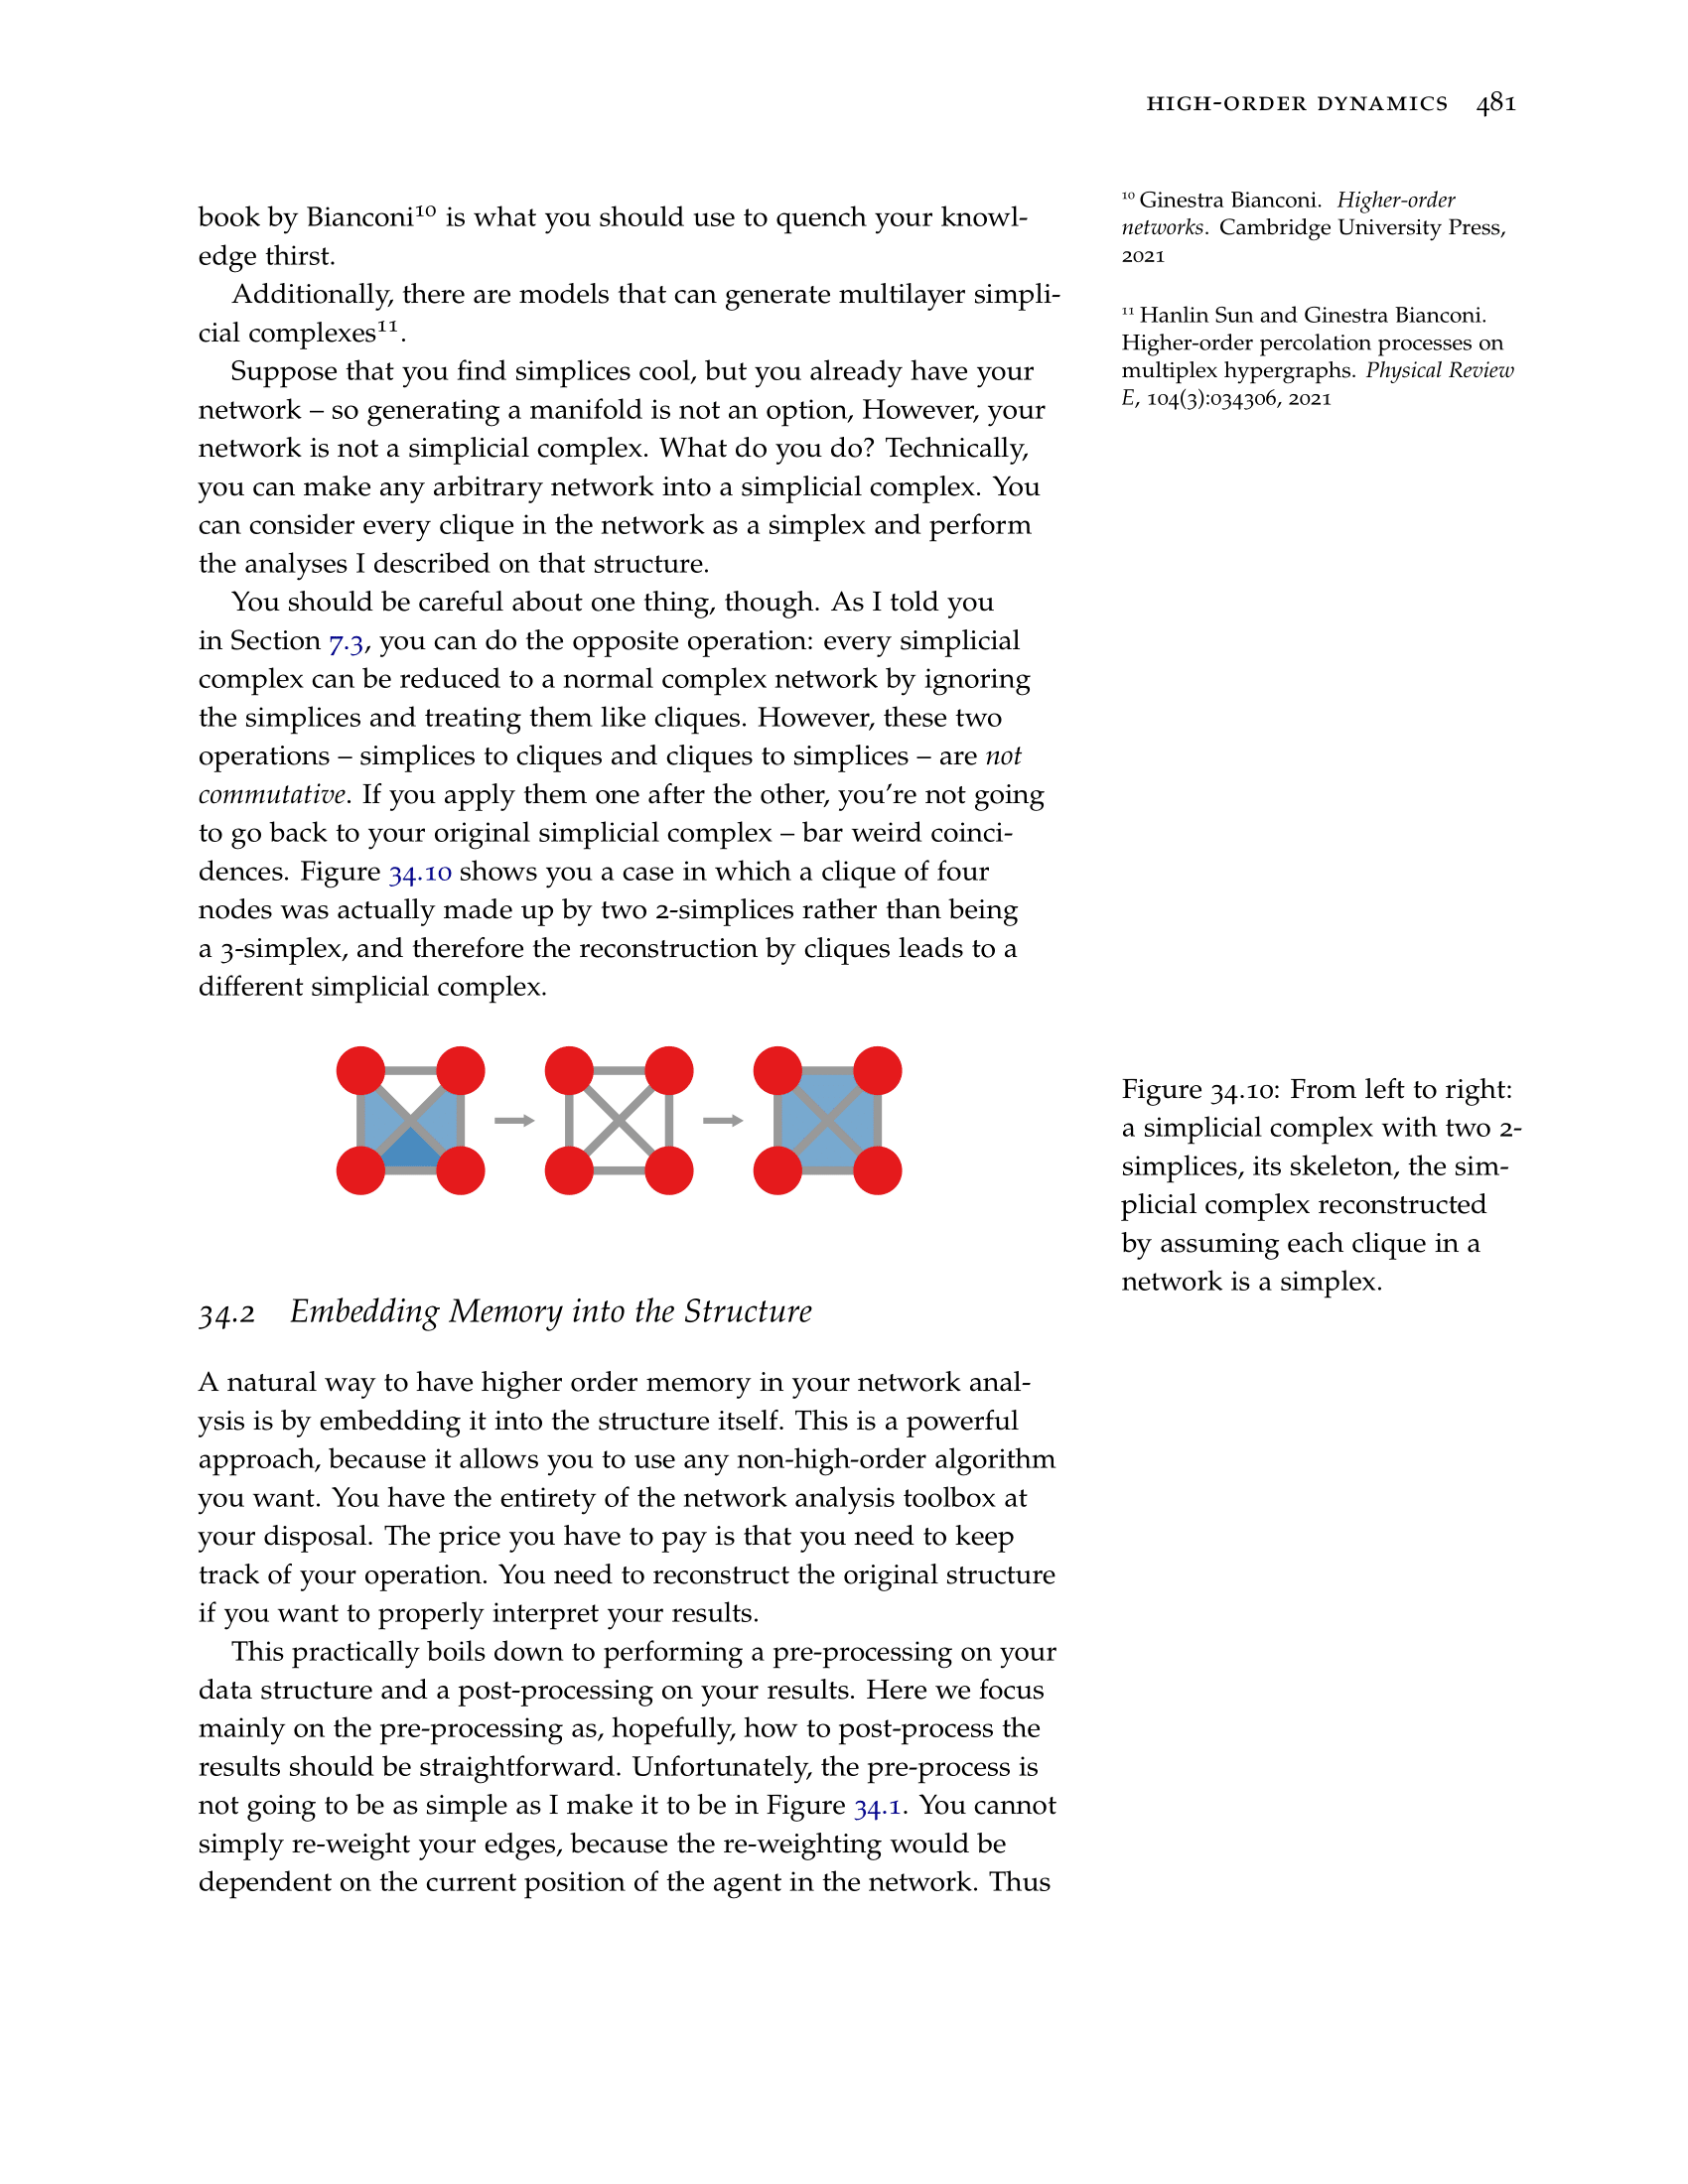 HIGH-ORDER DYNAMICS 481
book by Bianconi¹⁰ is what you should use to quench your knowl-
edge thirst.
Additionally, there are models that can generate multilayer simpli-
cial complexes¹¹.
Suppose that you find simplices cool, but you already have your
network – so generating a manifold is not an option, However, your
network is not a simplicial complex. What do you do? Technically,
you can make any arbitrary network into a simplicial complex. You
can consider every clique in the network as a simplex and perform
the analyses I described on that structure.
You should be careful about one thing, though. As I told you
in Section 7.3, you can do the opposite operation: every simplicial
complex can be reduced to a normal complex network by ignoring
the simplices and treating them like cliques. However, these two
operations – simplices to cliques and cliques to simplices – are not
commutative. If you apply them one after the other, you're not going
to go back to your original simplicial complex – bar weird coinci-
dences. Figure 34.10 shows you a case in which a clique of four
nodes was actually made up by two 2-simplices rather than being
a 3-simplex, and therefore the reconstruction by cliques leads to a
different simplicial complex.
¹⁰ Ginestra Bianconi. Higher-order
networks. Cambridge University Press,
2021
¹¹ Hanlin Sun and Ginestra Bianconi.
Higher-order percolation processes on
multiplex hypergraphs. Physical Review
E, 104(3):034306, 2021
Figure 34.10: From left to right:
a simplicial complex with two 2-
simplices, its skeleton, the sim-
plicial complex reconstructed
by assuming each clique in a
network is a simplex.
34.2 Embedding Memory into the Structure
A natural way to have higher order memory in your network anal-
ysis is by embedding it into the structure itself. This is a powerful
approach, because it allows you to use any non-high-order algorithm
you want. You have the entirety of the network analysis toolbox at
your disposal. The price you have to pay is that you need to keep
track of your operation. You need to reconstruct the original structure
if you want to properly interpret your results.
This practically boils down to performing a pre-processing on your
data structure and a post-processing on your results. Here we focus
mainly on the pre-processing as, hopefully, how to post-process the
results should be straightforward. Unfortunately, the pre-process is
not going to be as simple as I make it to be in Figure 34.1. You cannot
simply re-weight your edges, because the re-weighting would be
dependent on the current position of the agent in the network. Thus